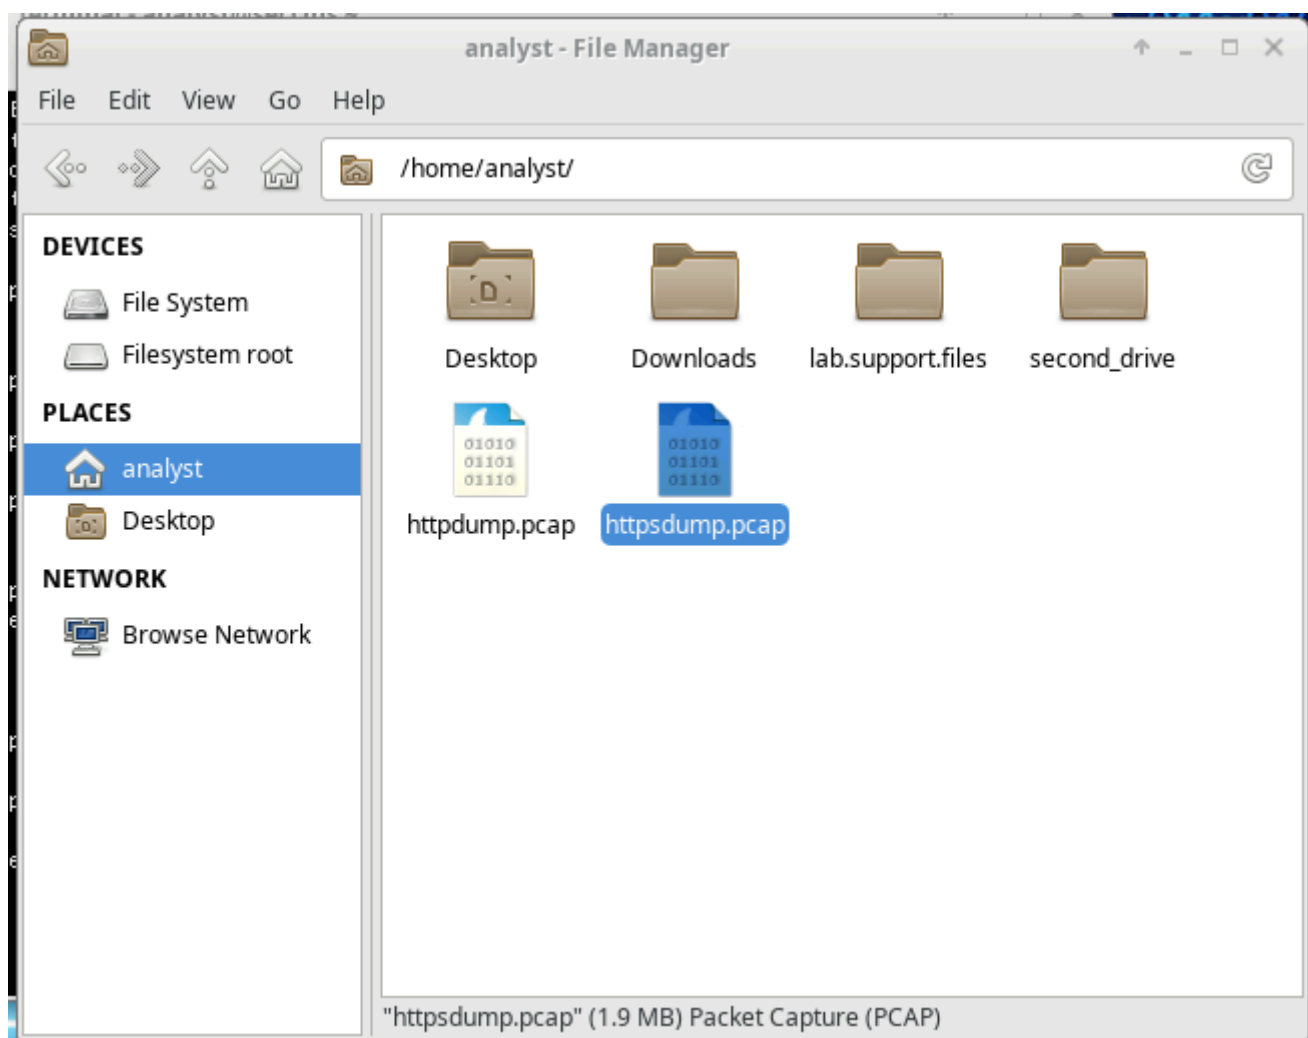 analyst - File Manager
File Edit View Go Help
/home/analyst/
DEVICES
File System
Filesystem root
PLACES
analyst
Desktop
NETWORK
Browse Network
D
Desktop Downloads lab.support.files second_drive
01010 01010
01101 01101
01110 01110
httpdump.pcap httpsdump.pcap
"httpsdump.pcap" (1.9 MB) Packet Capture (PCAP)